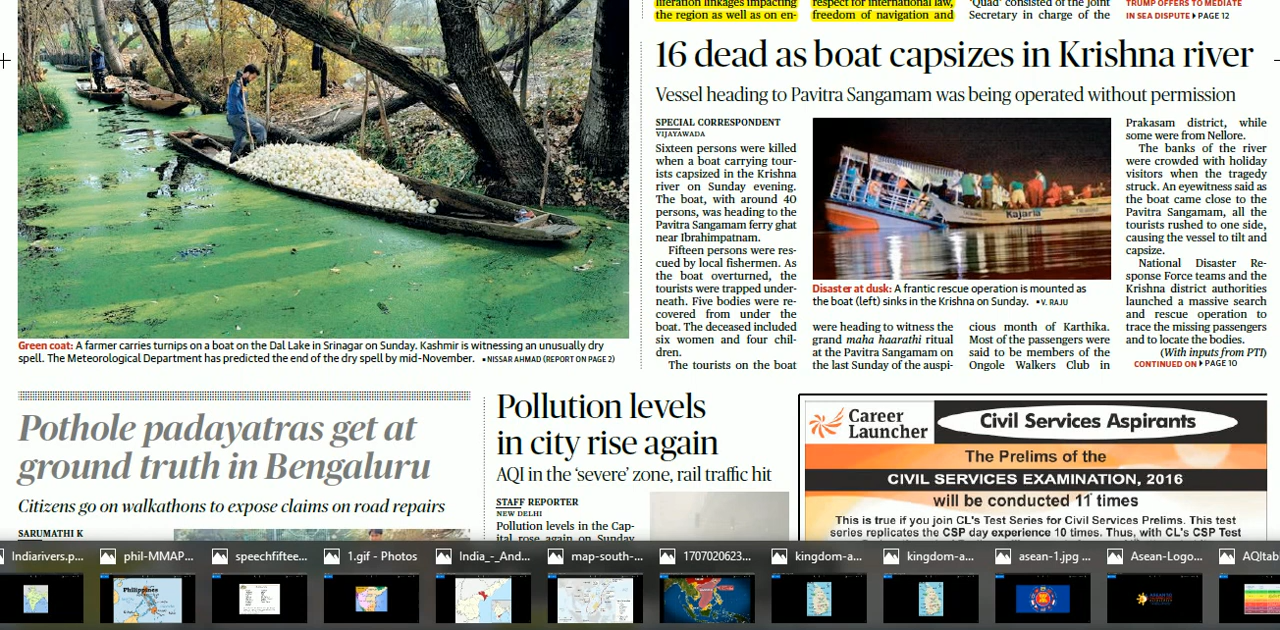 liferation linkages impacting
the region as well as on en-
respect for international law,
freedom of navigation and
'Quad' consisted of the Joint
Secretary in charge of the
TRUMP OFFERS TO MEDIATE
IN SEA DISPUTE PAGE 12
16 dead as boat capsizes in Krishna river
Vessel heading to Pavitra Sangamam was being operated without permission
SPECIAL CORRESPONDENT
VIJAYAWADA
Sixteen persons were killed
when a boat carrying tour-
ists capsized in the Krishna
river on Sunday evening.
The boat, with around 40
persons, was heading to the
Pavitra Sangamam ferry ghat
near Ibrahimpatnam.
Fifteen persons were res-
cued by local fishermen. As
the boat overturned, the
tourists were trapped under-
neath. Five bodies were re-
covered from under the
boat. The deceased included
six women and four chil-
dren.
The tourists on the boat
Kajaria
Disaster at dusk: A frantic rescue operation is mounted as
the boat (left) sinks in the Krishna on Sunday. •V. RAJU
were heading to witness the
grand maha haarathi ritual
at the Pavitra Sangamam on
the last Sunday of the auspi-
cious month of Karthika.
Most of the passengers were
said to be members of the
Ongole Walkers Club in
Prakasam district, while
some were from Nellore.
The banks of the river
were crowded with holiday
visitors when the tragedy
struck. An eyewitness said as
the boat came close to the
Pavitra Sangamam, all the
tourists rushed to one side,
causing the vessel to tilt and
capsize.
National Disaster Re-
sponse Force teams and the
Krishna district authorities
launched a massive search
and rescue operation to
trace the missing passengers
and to locate the bodies.
(With inputs from PTI)
CONTINUED ON PAGE 10
Green coat: A farmer carries turnips on a boat on the Dal Lake in Srinagar on Sunday. Kashmir is witnessing an unusually dry
spell. The Meteorological Department has predicted the end of the dry spell by mid-November. •NISSAR AHMAD (REPORT ON PAGE 2)
Pothole padayatras get at
ground truth in Bengaluru
Citizens go on walkathons to expose claims on road repairs
SARUMATHI K
Pollution levels
in city rise again
AQI in the 'severe' zone, rail traffic hit
STAFF REPORTER
NEW DELHI
Pollution levels in the Cap-
ital rose again on Sunday
Career
Launcher
Civil Services Aspirants
The Prelims of the
CIVIL SERVICES EXAMINATION, 2016
will be conducted 11 times
This is true if you join CL's Test Series for Civil Services Prelims. This test
series replicates the CSP day experience 10 times. Thus, with CL's CSP Test
Indiarivers.p...
phil-MMAP...
speechfiftee...
1.gif - Photos
India_-_And...
map-south-...
1707020623...
kingdom-a...
kingdom-a...
asean-1.jpg ...
Asean-Logo...
AQItab
Philippines